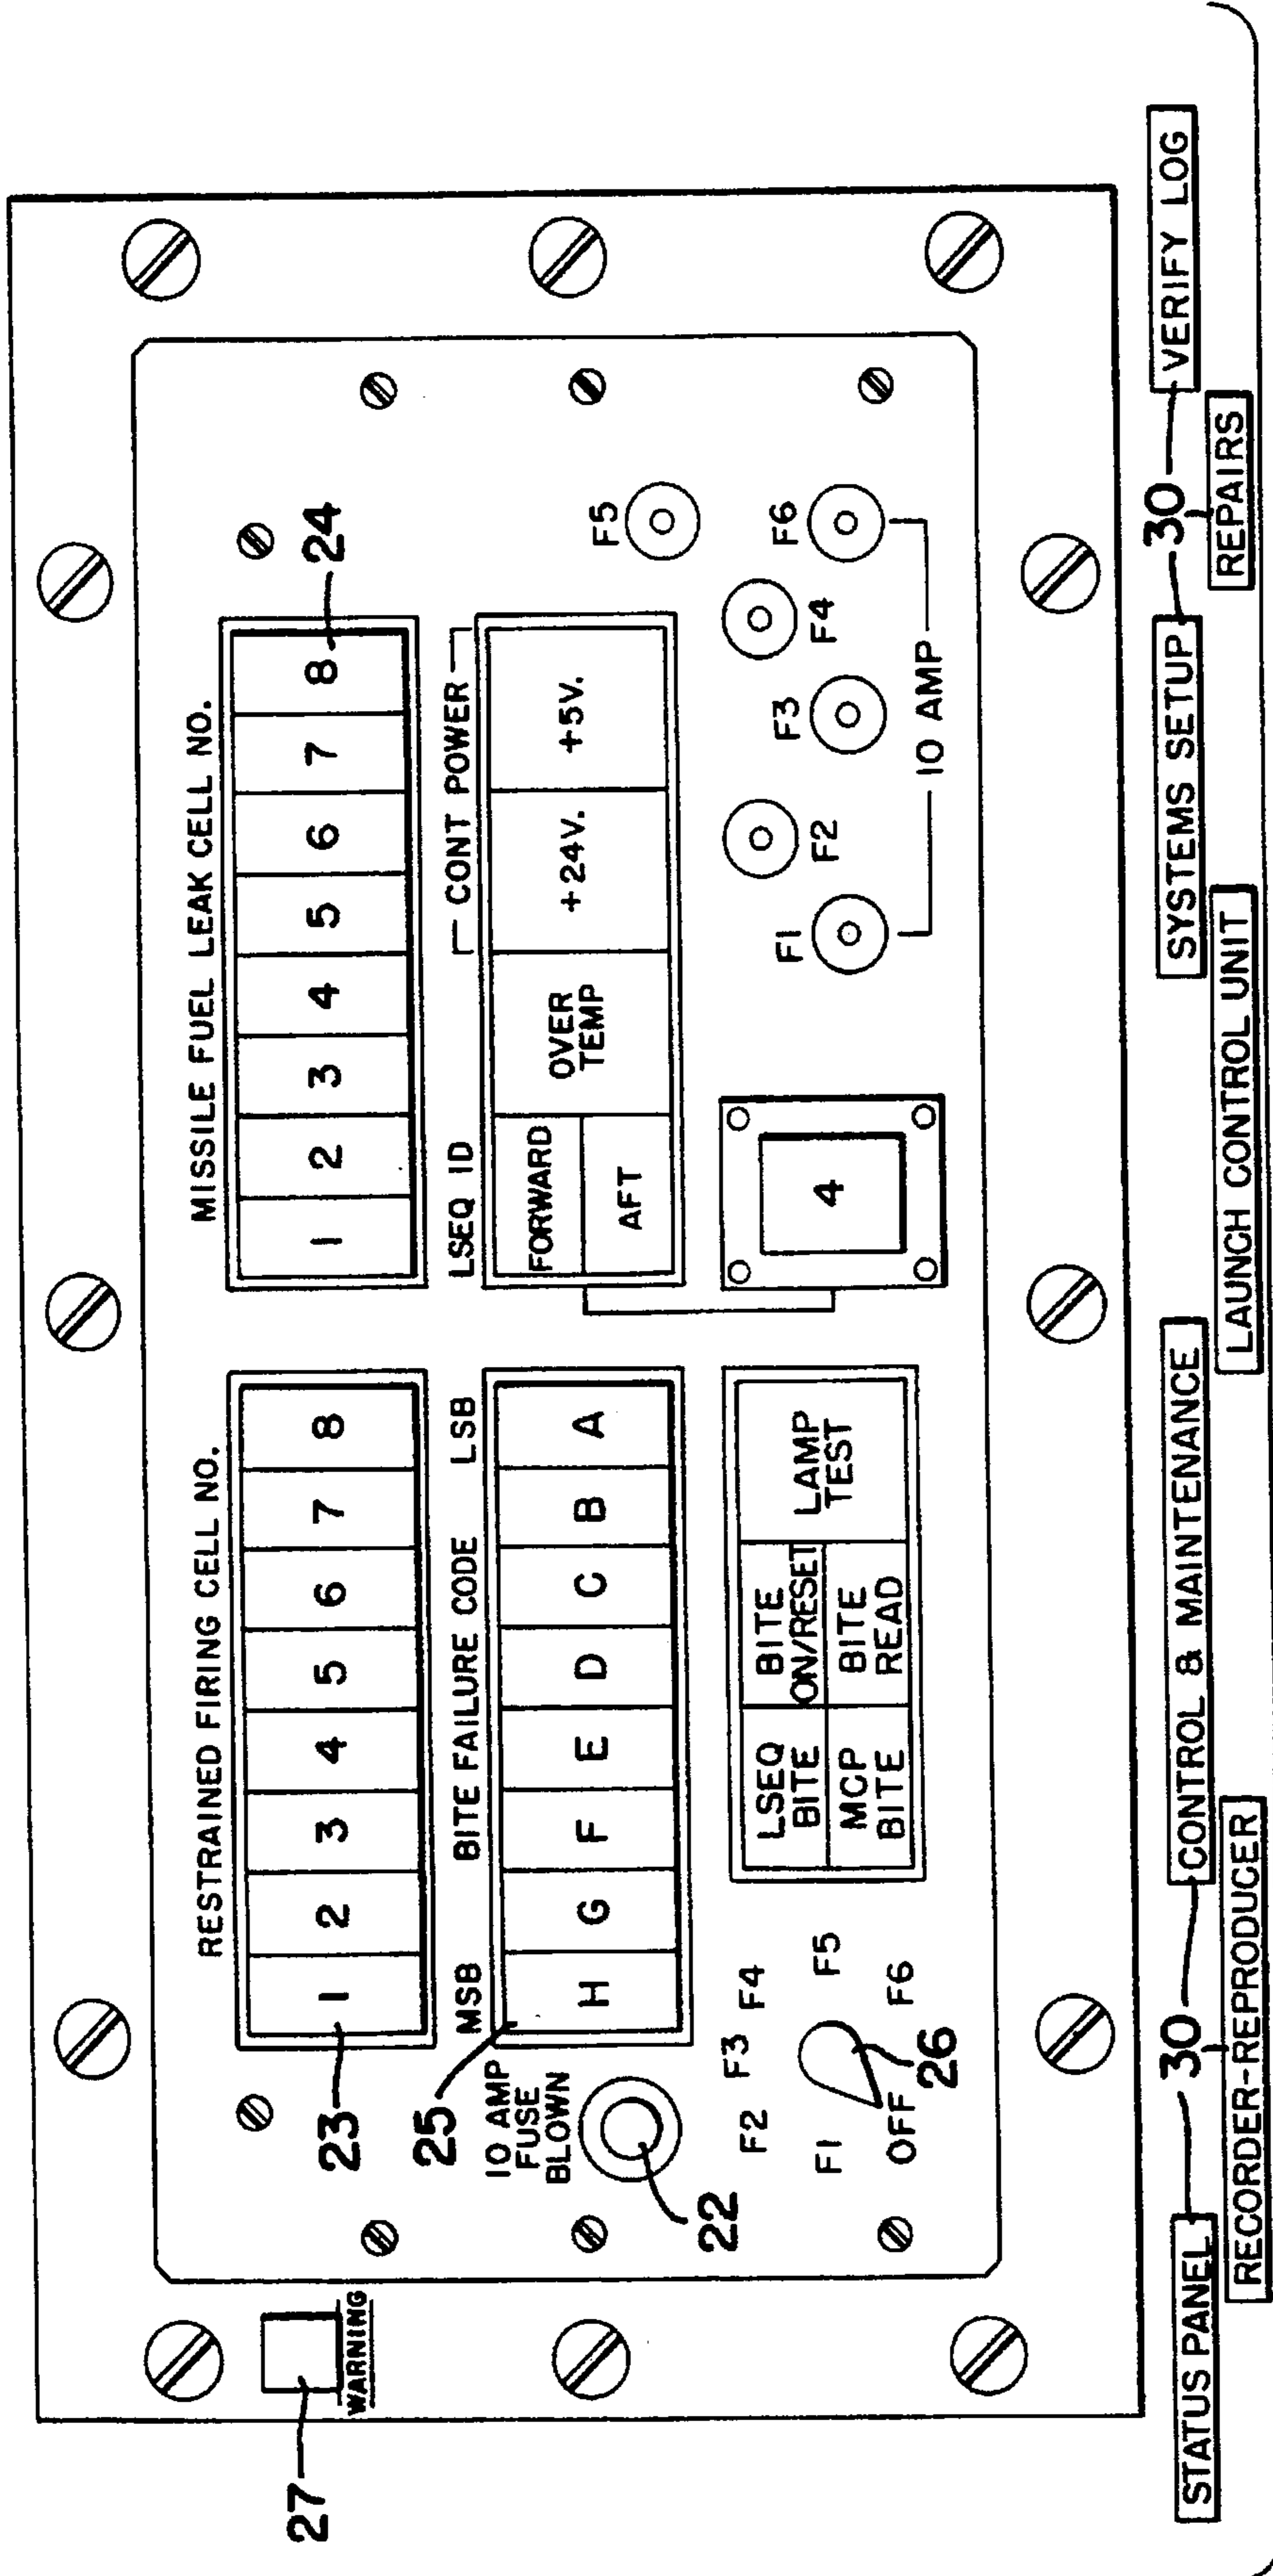 27
WARNING
RESTRAINED FIRING CELL NO.
1 2 3 4 5 6 7 8
23
MISSILE FUEL LEAK CELL NO.
1 2 3 4 5 6 7 8
24
25
MSB BITE FAILURE CODE LSB
H G F E D C B A
10 AMP
FUSE
BLOWN
22
LSEQ ID
CONT POWER
FORWARD
AFT
OVER
TEMP
+24V.
+5V.
F1
F2
F3
F4
F5
F6
OFF
26
LSEQ
BITE
BITE
ON/RESET
MCP
BITE
BITE
READ
LAMP
TEST
4
F1
F2
F3
F4
F5
F6
10 AMP
STATUS PANEL
30
CONTROL & MAINTENANCE
SYSTEMS SETUP
30
VERIFY LOG
RECORDER-REPRODUCER
LAUNCH CONTROL UNIT
REPAIRS